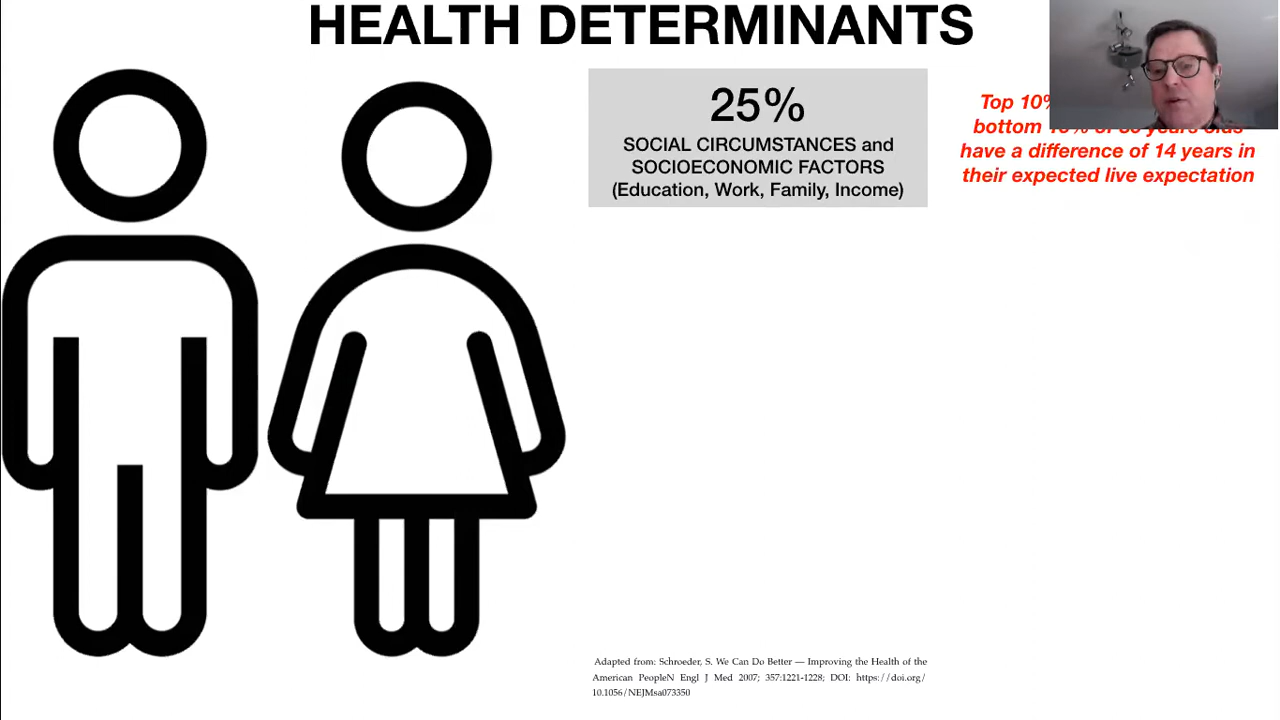 HEALTH DETERMINANTS
25%
SOCIAL CIRCUMSTANCES and
SOCIOECONOMIC FACTORS
(Education, Work, Family, Income)
Top 10%
bottom 10% of
have a difference of 14 years in
their expected live expectation
Adapted from: Schroeder, S. We Can Do Better — Improving the Health of the
American PeopleN Engl J Med 2007; 357:1221-1228; DOI: https://doi.org/
10.1056/NEJMsa073350